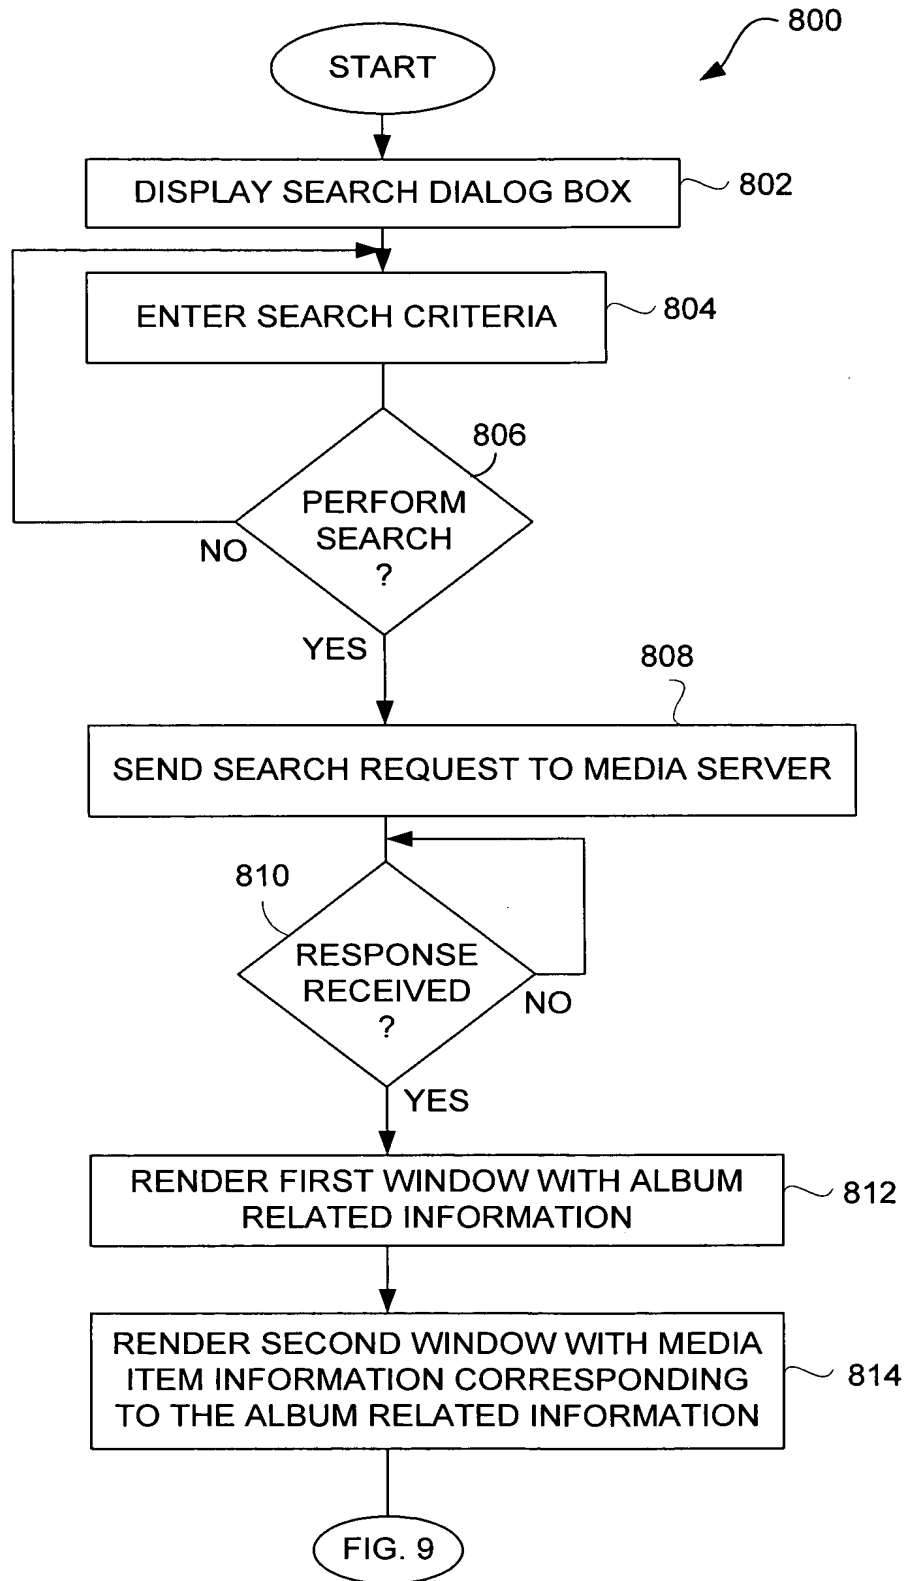 800
START
DISPLAY SEARCH DIALOG BOX
802
ENTER SEARCH CRITERIA
804
806
PERFORM
SEARCH
?
NO
YES
808
SEND SEARCH REQUEST TO MEDIA SERVER
810
RESPONSE
RECEIVED
?
NO
YES
RENDER FIRST WINDOW WITH ALBUM
RELATED INFORMATION
812
RENDER SECOND WINDOW WITH MEDIA
ITEM INFORMATION CORRESPONDING
TO THE ALBUM RELATED INFORMATION
814
FIG. 9